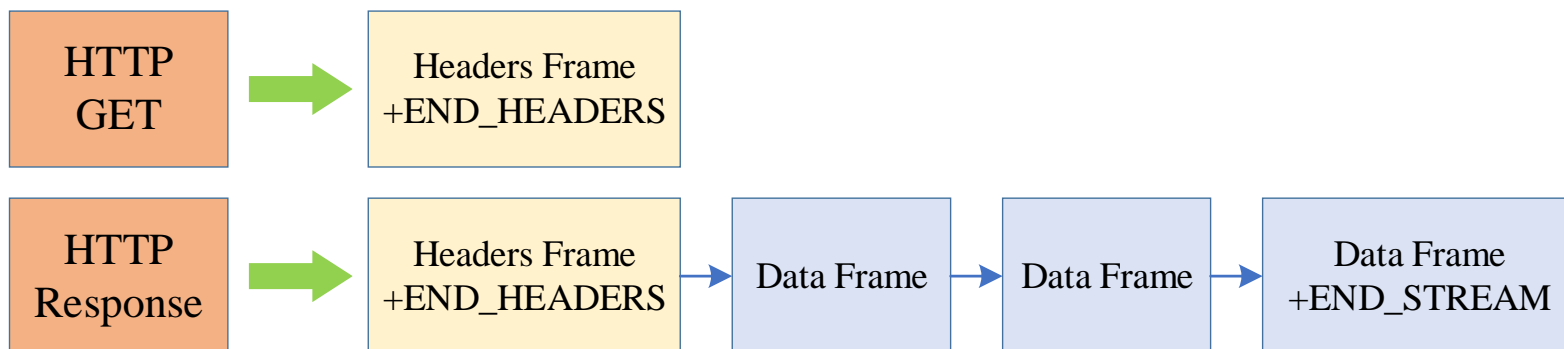 HTTP
GET
Headers Frame
+END_HEADERS
HTTP
Response
Headers Frame
+END_HEADERS
Data Frame
Data Frame
Data Frame
+END_STREAM